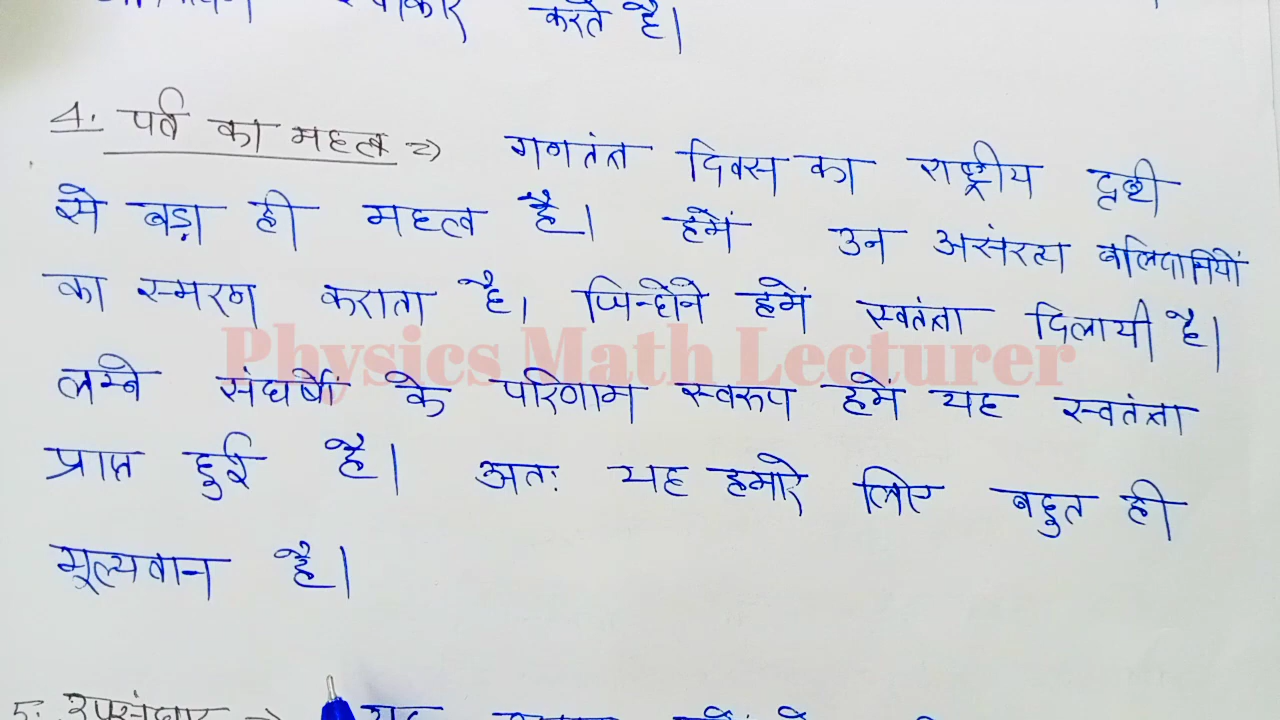 करते है।
4. पर्व का महत्व => गणतंत दिवस का राष्ट्रीय दृष्टी
से बड़ा ही महत्व है। हमें उन असंख्य बलिदानियों
का स्मरण कराता है। जिन्होंने हमें स्वतंत्रता दिलायी है।
Physics Math Lecturer
लम्बे संघर्षों के परिणाम स्वरुप हमें यह स्वतंत्रता
प्राप्त हुई है। अतः यह हमारे लिए बहुत ही
मूल्यवान है।
5. उपसंहार => यह